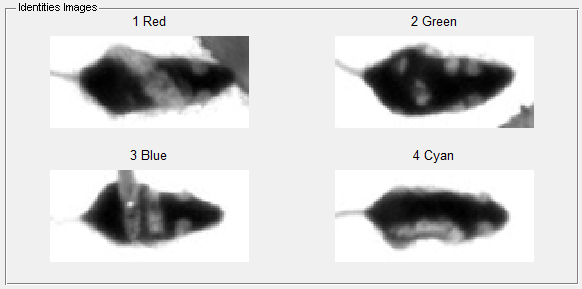 Identities Images
1 Red
2 Green
3 Blue
4 Cyan